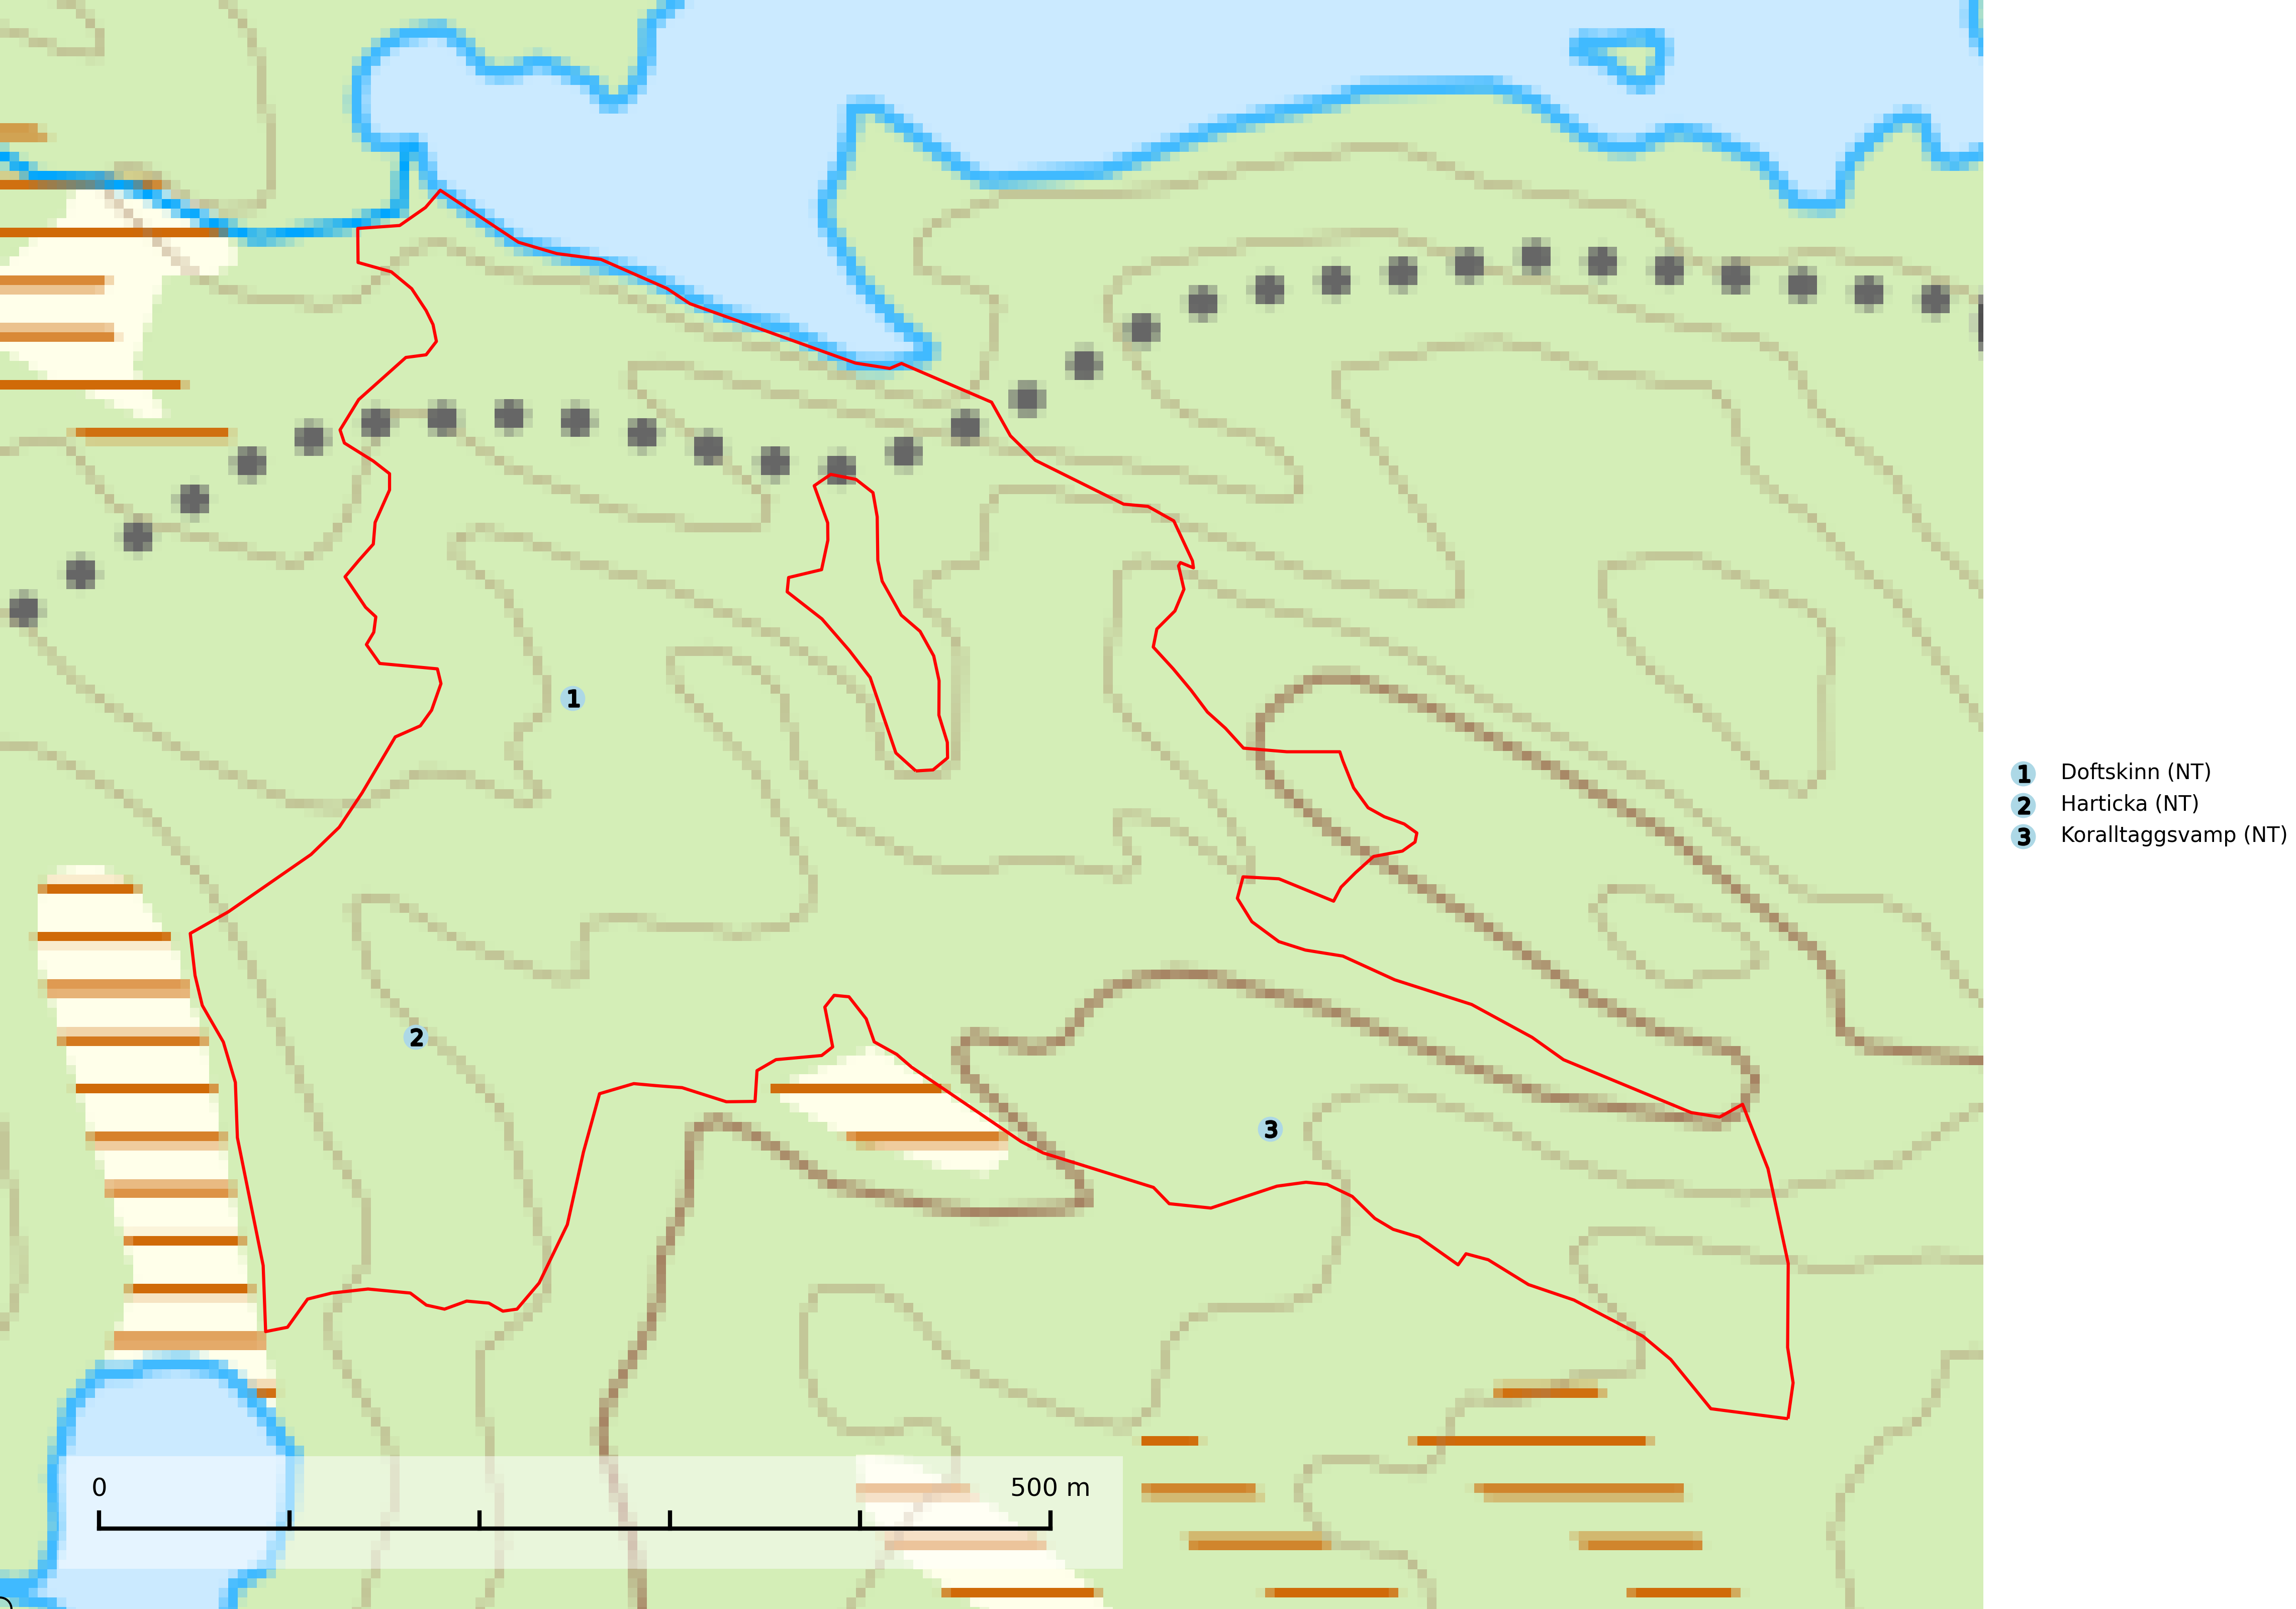 1
2
3
1 Doftskinn (NT)
2 Harticka (NT)
3 Koralltaggsvamp (NT)
0 500 m